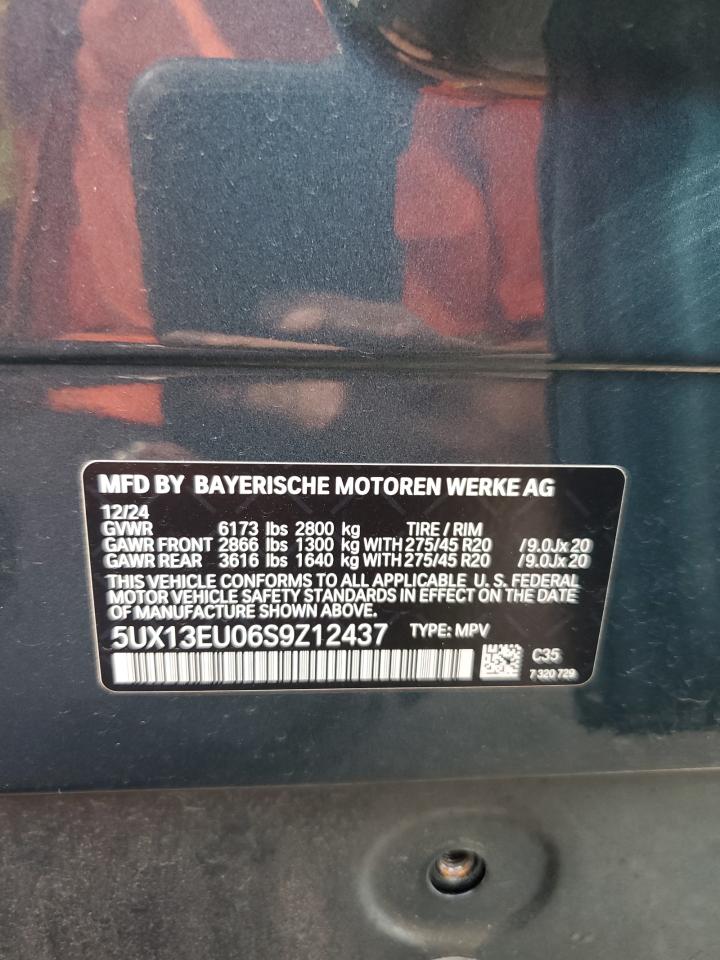 MFD BY BAYERISCHE MOTOREN WERKE AG
12/24
GVWR 6173 lbs 2800 kg TIRE / RIM
GAWR FRONT 2866 lbs 1300 kg WITH 275/45 R20 /9.0Jx20
GAWR REAR 3616 lbs 1640 kg WITH 275/45 R20 /9.0Jx20
THIS VEHICLE CONFORMS TO ALL APPLICABLE U. S. FEDERAL
MOTOR VEHICLE SAFETY STANDARDS IN EFFECT ON THE DATE
OF MANUFACTURE SHOWN ABOVE.
5UX13EU06S9Z12437 TYPE: MPV
C35
7 320 729